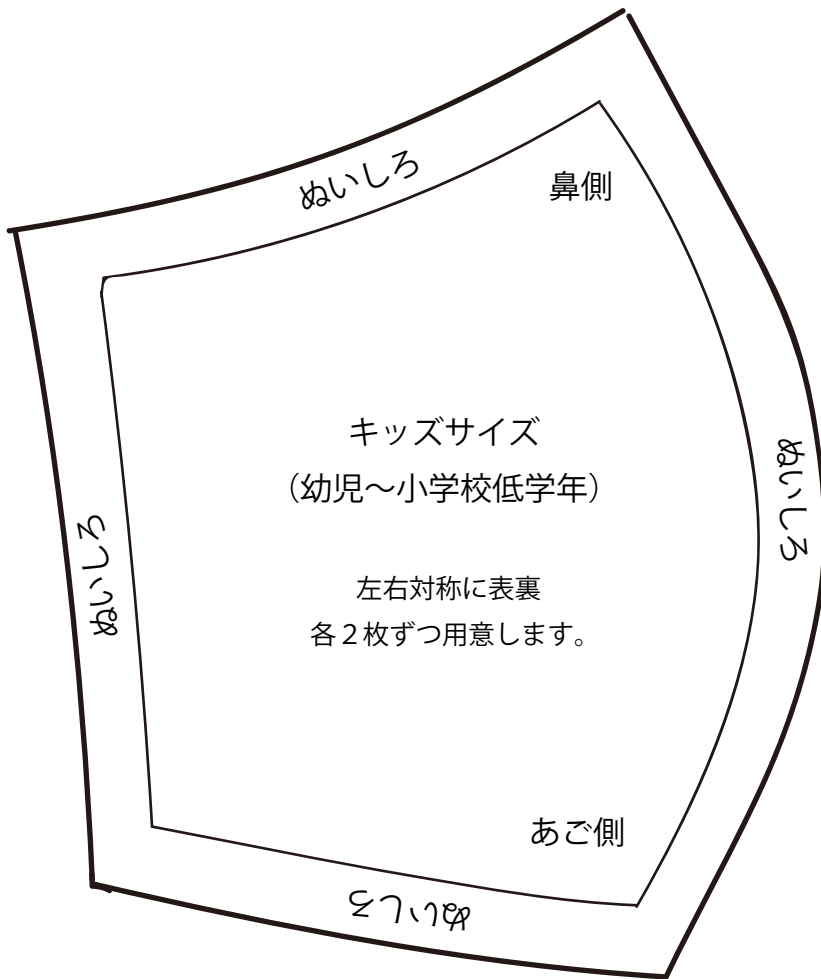 ぬいしろ
鼻側
キッズサイズ
（幼児～小学校低学年）
ぬいしろ
ぬいしろ
左右対称に表裏
各２枚ずつ用意します。
あご側
ぬいしろ